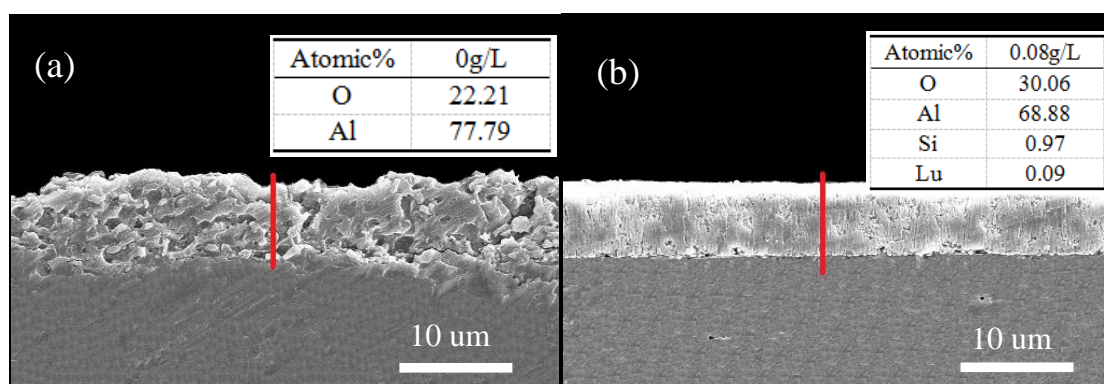 (a)
Atomic% 0g/L
O 22.21
Al 77.79
10 um
(b)
Atomic% 0.08g/L
O 30.06
Al 68.88
Si 0.97
Lu 0.09
10 um